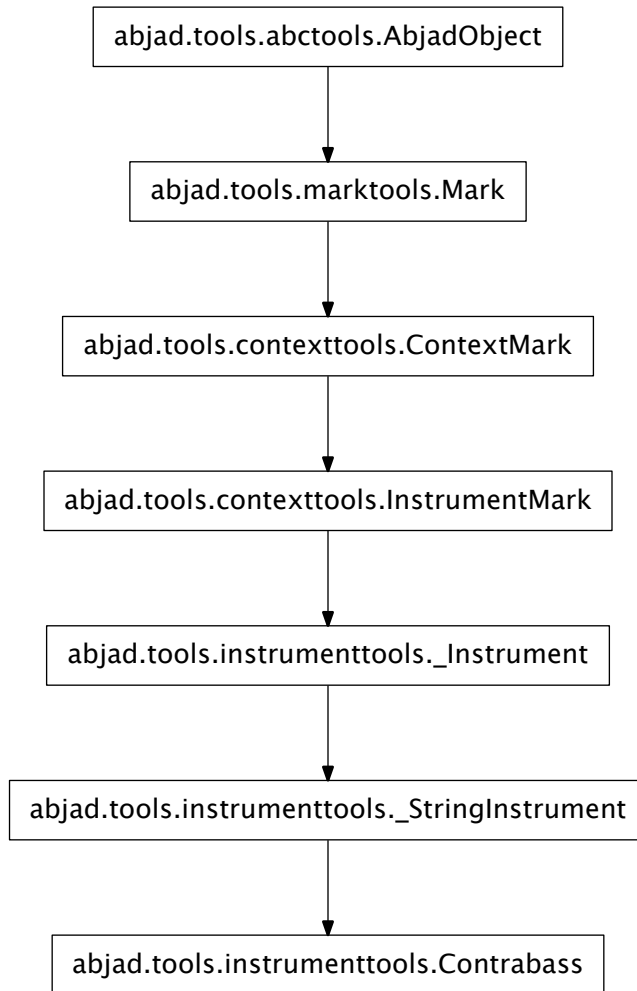 abjad.tools.abctools.AbjadObject
abjad.tools.marktools.Mark
abjad.tools.contexttools.ContextMark
abjad.tools.contexttools.InstrumentMark
abjad.tools.instrumenttools._Instrument
abjad.tools.instrumenttools._StringInstrument
abjad.tools.instrumenttools.Contrabass